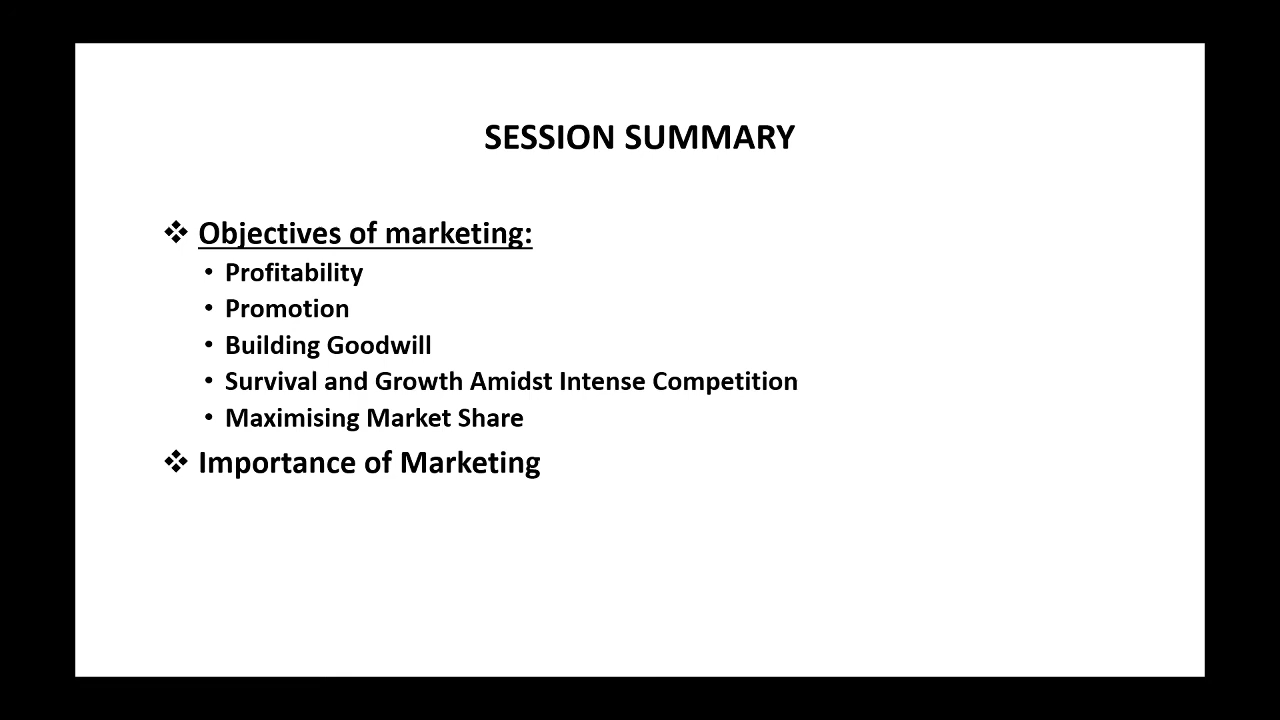 SESSION SUMMARY
❖ Objectives of marketing:
• Profitability
• Promotion
• Building Goodwill
• Survival and Growth Amidst Intense Competition
• Maximising Market Share
❖ Importance of Marketing